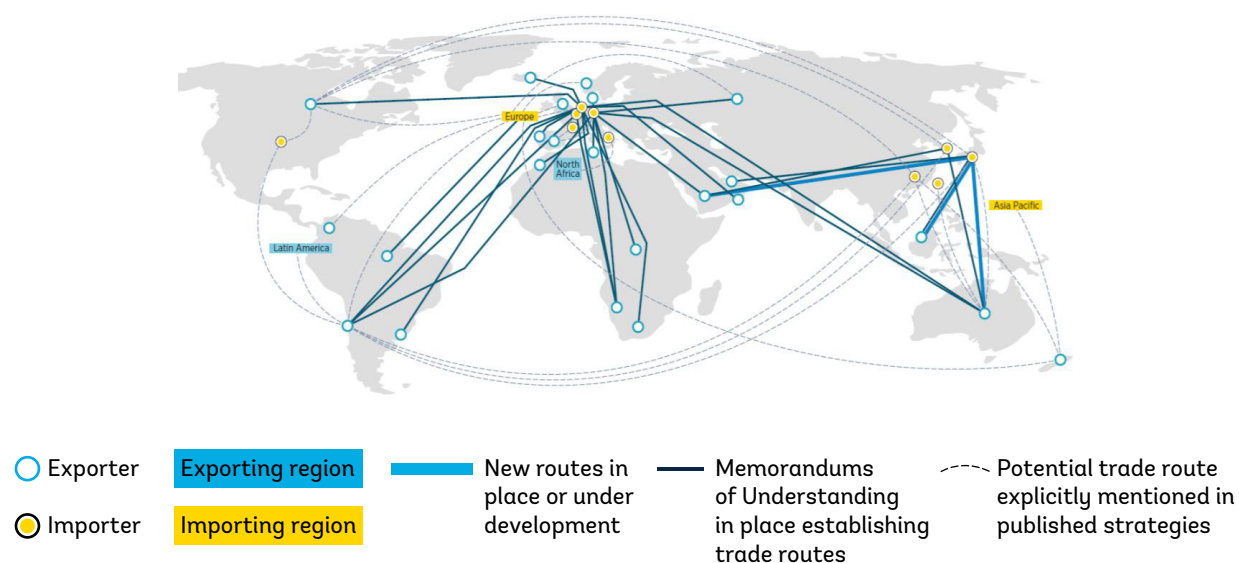 Europe
North
Africa
Asia Pacific
Latin America
Exporter
Exporting region
New routes in
place or under
development
Memorandums
of Understanding
in place establishing
trade routes
Potential trade route
explicitly mentioned in
published strategies
Importer
Importing region